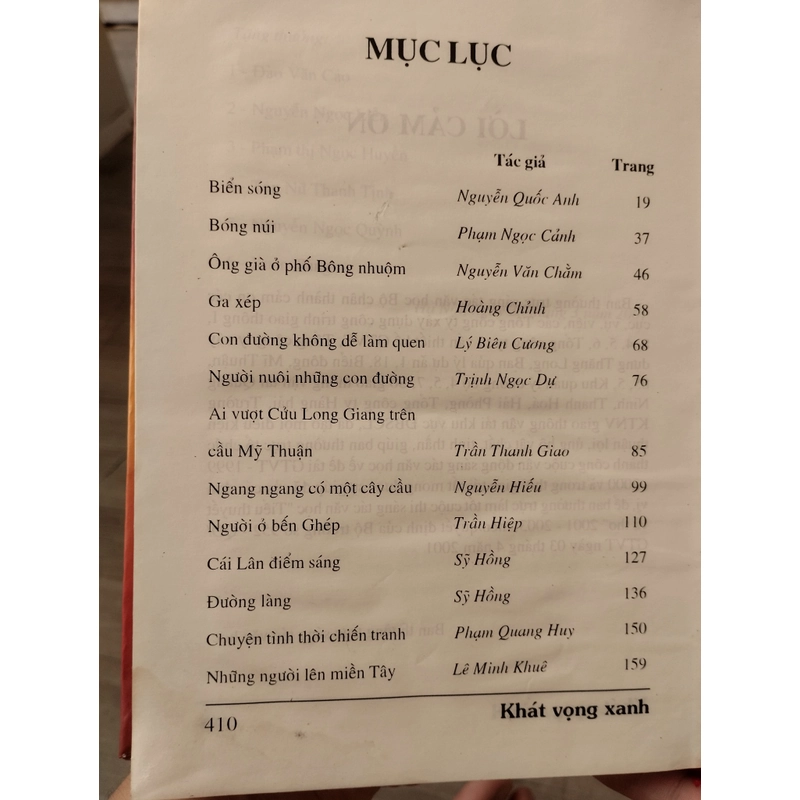 MỤC LỤC
Tác giả Trang
Biển sóng Nguyễn Quốc Anh 19
Bóng núi Phạm Ngọc Cảnh 37
Ông già ở phố Bông nhuộm Nguyễn Văn Chằm 46
Ga xép Hoàng Chỉnh 58
Con đường không dễ làm quen Lý Biên Cương 68
Người nuôi những con đường Trịnh Ngọc Dự 76
Ai vượt Cửu Long Giang trên
cầu Mỹ Thuận Trần Thanh Giao 85
Ngang ngang có một cây cầu Nguyễn Hiếu 99
Người ở bến Ghép Trần Hiệp 110
Cái Lân điểm sáng Sỹ Hồng 127
Đường làng Sỹ Hồng 136
Chuyện tình thời chiến tranh Phạm Quang Huy 150
Những người lên miền Tây Lê Minh Khuê 159
410 Khát vọng xanh